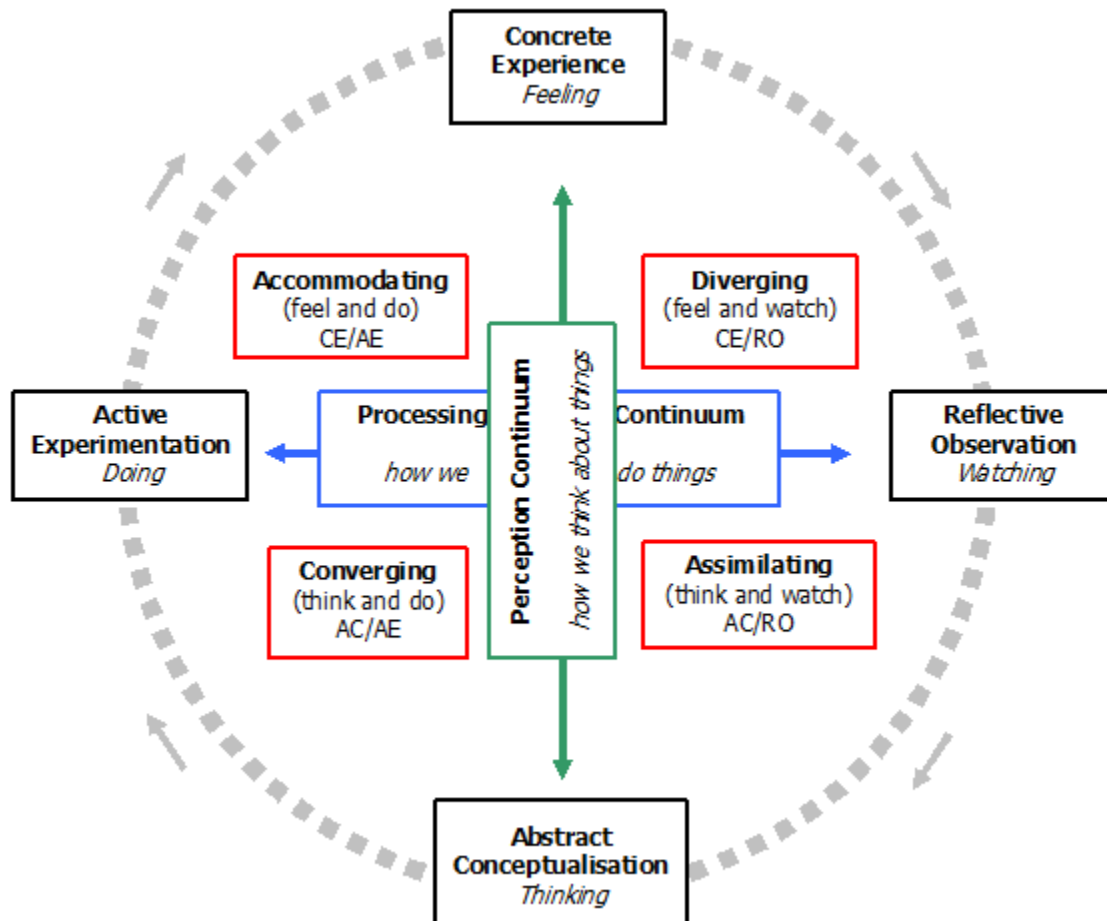 Concrete
Experience
Feeling
Accommodating
(feel and do)
CE/AE
Diverging
(feel and watch)
CE/RO
Active
Experimentation
Doing
Processing Continuum
how we do things
Perception Continuum
how we think about things
Reflective
Observation
Watching
Converging
(think and do)
AC/AE
Assimilating
(think and watch)
AC/RO
Abstract
Conceptualisation
Thinking